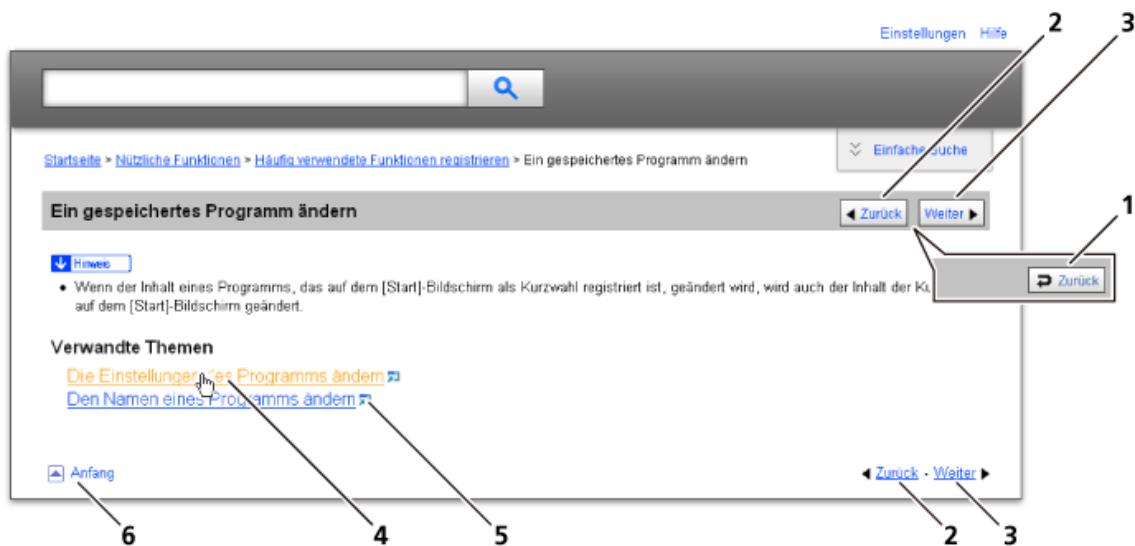 2 3
Einstellungen Hilfe
Startseite > Nützliche Funktionen > Häufig verwendete Funktionen registrieren > Ein gespeichertes Programm ändern
Einfache Suche
Ein gespeichertes Programm ändern
Zurück Weiter
1
Zurück
Hinweis
• Wenn der Inhalt eines Programms, das auf dem [Start]-Bildschirm als Kurzwahl registriert ist, geändert wird, wird auch der Inhalt der
auf dem [Start]-Bildschirm geändert.
Verwandte Themen
Die Einstellungen des Programms ändern
Den Namen eines Programms ändern
Anfang
Zurück - Weiter
6 4 5 2 3